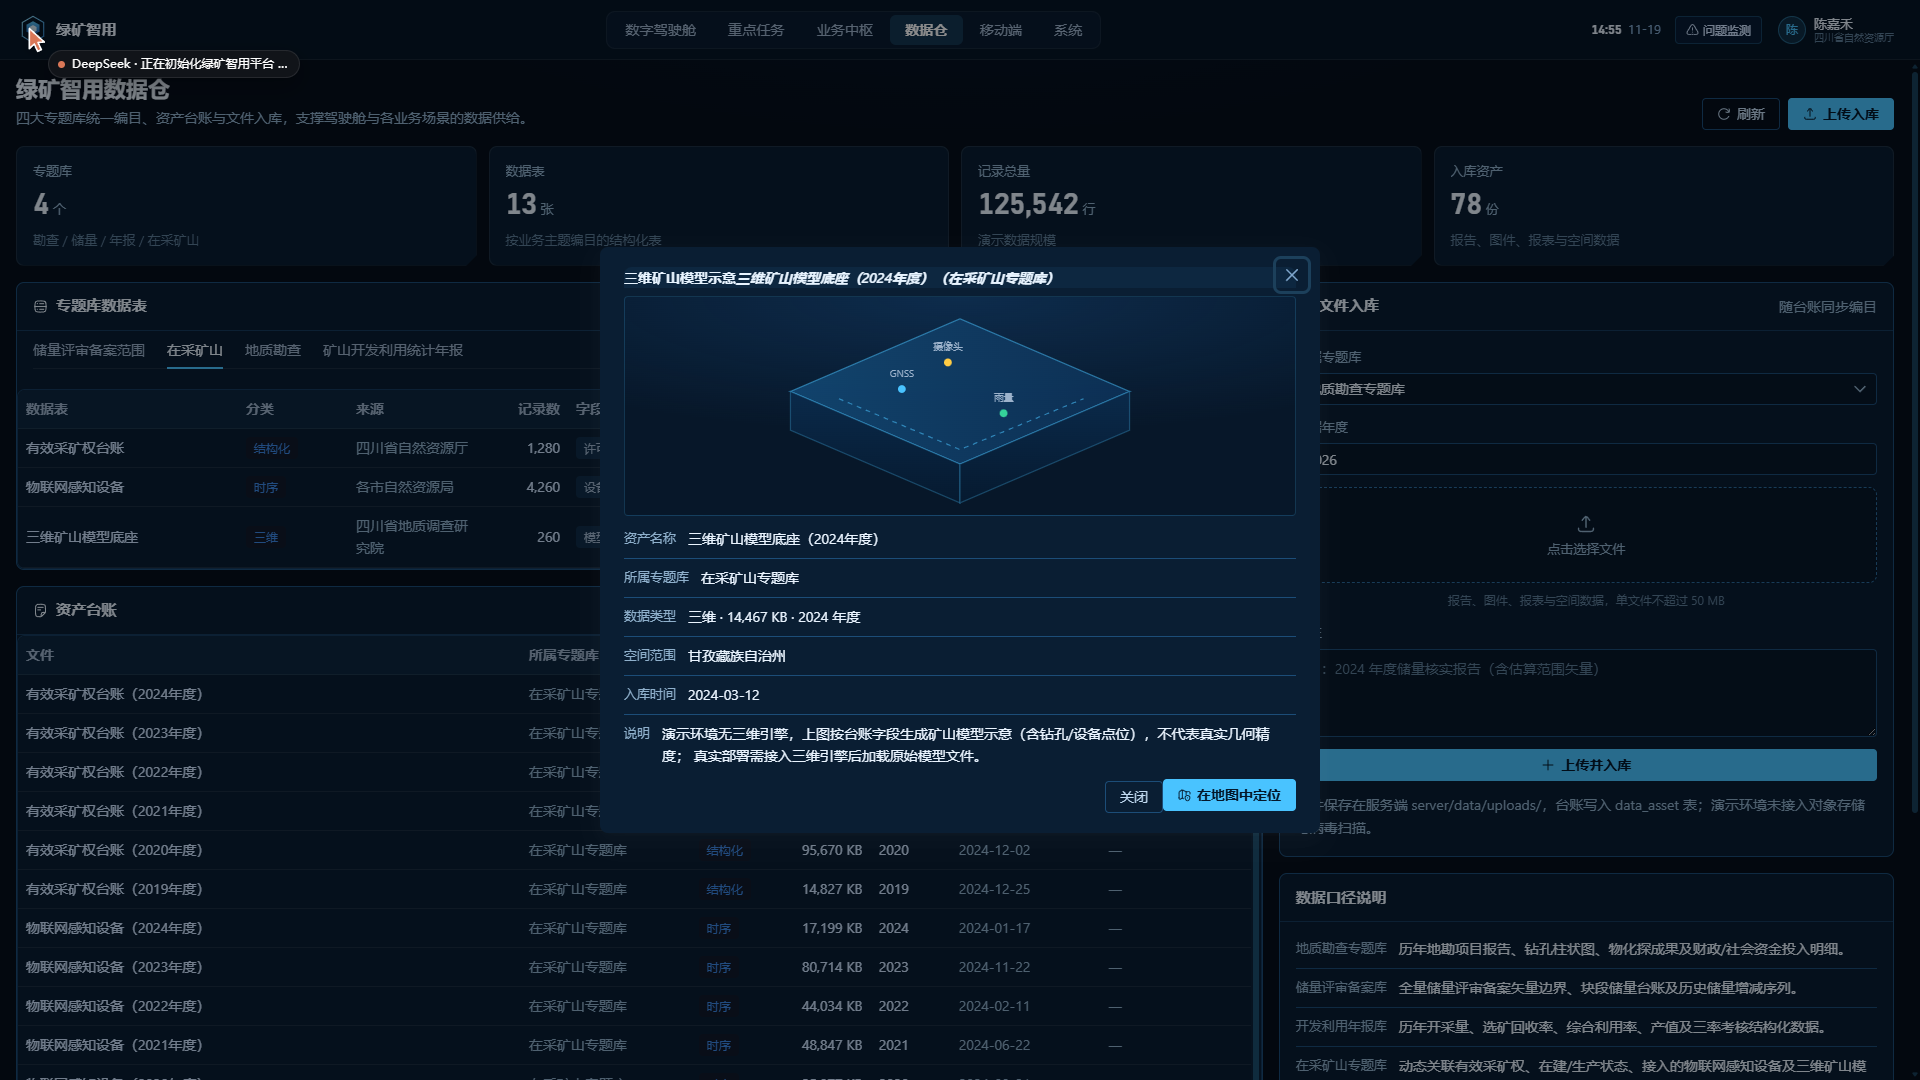 绿矿智用
数字驾驶舱
重点任务
业务中枢
数据仓
移动端
系统
14:55 11-19
问题监测
陈
陈嘉禾
四川省自然资源厅
DeepSeek · 正在初始化绿矿智用平台 ...
绿矿智用数据仓
四大专题库统一编目、资产台账与文件入库，支撑驾驶舱与各业务场景的数据供给。
刷新
上传入库
专题库
4 个
勘查 / 储量 / 年报 / 在采矿山
数据表
13 张
按业务主题编目的结构化表
记录总量
125,542 行
演示数据规模
入库资产
78 份
报告、图件、报表与空间数据
专题库数据表
储量评审备案范围
在采矿山
地质勘查
矿山开发利用统计年报
数据表 分类 来源 记录数 字段
有效采矿权台账 结构化 四川省自然资源厅 1,280
物联网感知设备 时序 各市自然资源局 4,260
三维矿山模型底座 三维 四川省地质调查研究院 260
资产台账
文件 所属专题库
有效采矿权台账（2024年度） 在采矿山专
有效采矿权台账（2023年度） 在采矿山专
有效采矿权台账（2022年度） 在采矿山专
有效采矿权台账（2021年度） 在采矿山专
有效采矿权台账（2020年度） 在采矿山专题库 结构化 95,670 KB 2020 2024-12-02 —
有效采矿权台账（2019年度） 在采矿山专题库 结构化 14,827 KB 2019 2024-12-25 —
物联网感知设备（2024年度） 在采矿山专题库 时序 17,199 KB 2024 2024-01-17 —
物联网感知设备（2023年度） 在采矿山专题库 时序 80,714 KB 2023 2024-11-22 —
物联网感知设备（2022年度） 在采矿山专题库 时序 44,034 KB 2022 2024-02-11 —
物联网感知设备（2021年度） 在采矿山专题库 时序 48,847 KB 2021 2024-06-22 —
三维矿山模型示意三维矿山模型底座（2024年度）（在采矿山专题库）
摄像头
GNSS
雨量
资产名称 三维矿山模型底座（2024年度）
所属专题库 在采矿山专题库
数据类型 三维 · 14,467 KB · 2024 年度
空间范围 甘孜藏族自治州
入库时间 2024-03-12
说明 演示环境无三维引擎，上图按台账字段生成矿山模型示意（含钻孔/设备点位），不代表真实几何精
度； 真实部署需接入三维引擎后加载原始模型文件。
关闭
在地图中定位
文件入库
随台账同步编目
专题库
质勘查专题库
年度
26
点击选择文件
报告、图件、报表与空间数据，单文件不超过 50 MB
：2024 年度储量核实报告（含估算范围矢量）
上传并入库
保存在服务端 server/data/uploads/，台账写入 data_asset 表；演示环境未接入对象存储
病毒扫描。
数据口径说明
地质勘查专题库 历年地勘项目报告、钻孔柱状图、物化探成果及财政/社会资金投入明细。
储量评审备案库 全量储量评审备案矢量边界、块段储量台账及历史储量增减序列。
开发利用年报库 历年开采量、选矿回收率、综合利用率、产值及三率考核结构化数据。
在采矿山专题库 动态关联有效采矿权、在建/生产状态、接入的物联网感知设备及三维矿山模